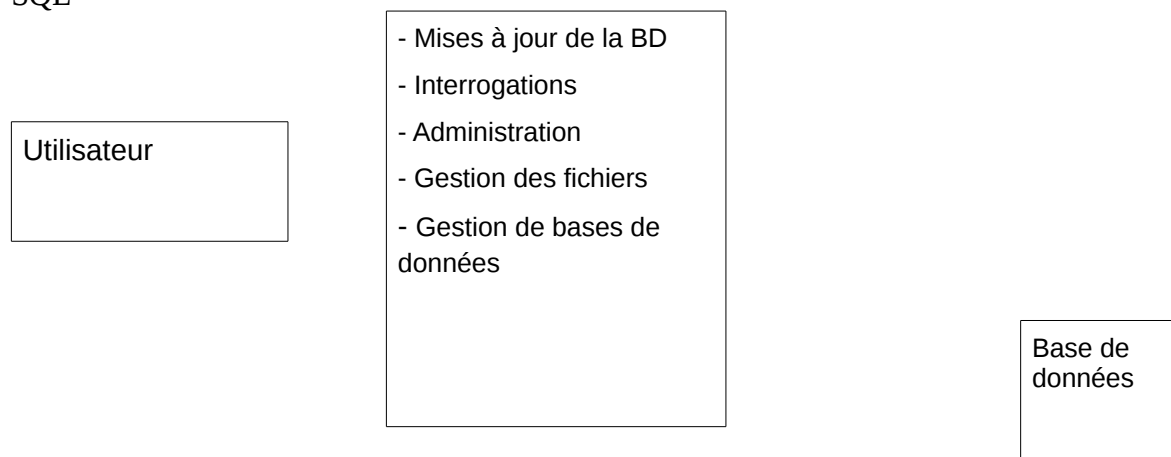 SQL
- Mises à jour de la BD
- Interrogations
- Administration
- Gestion des fichiers
- Gestion de bases de
données
Utilisateur
Base de
données